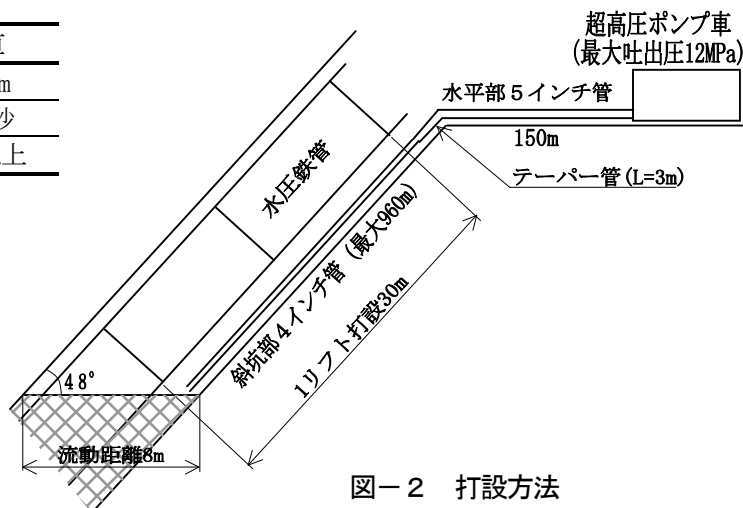 超高圧ポンプ車
(最大吐出圧12MPa)
水平部５インチ管
150m
テーパー管(L=3m)
水圧鉄管
斜坑部４インチ管（最大960m）
1リフト打設30m
48°
流動距離8m
図－２　打設方法
m
上